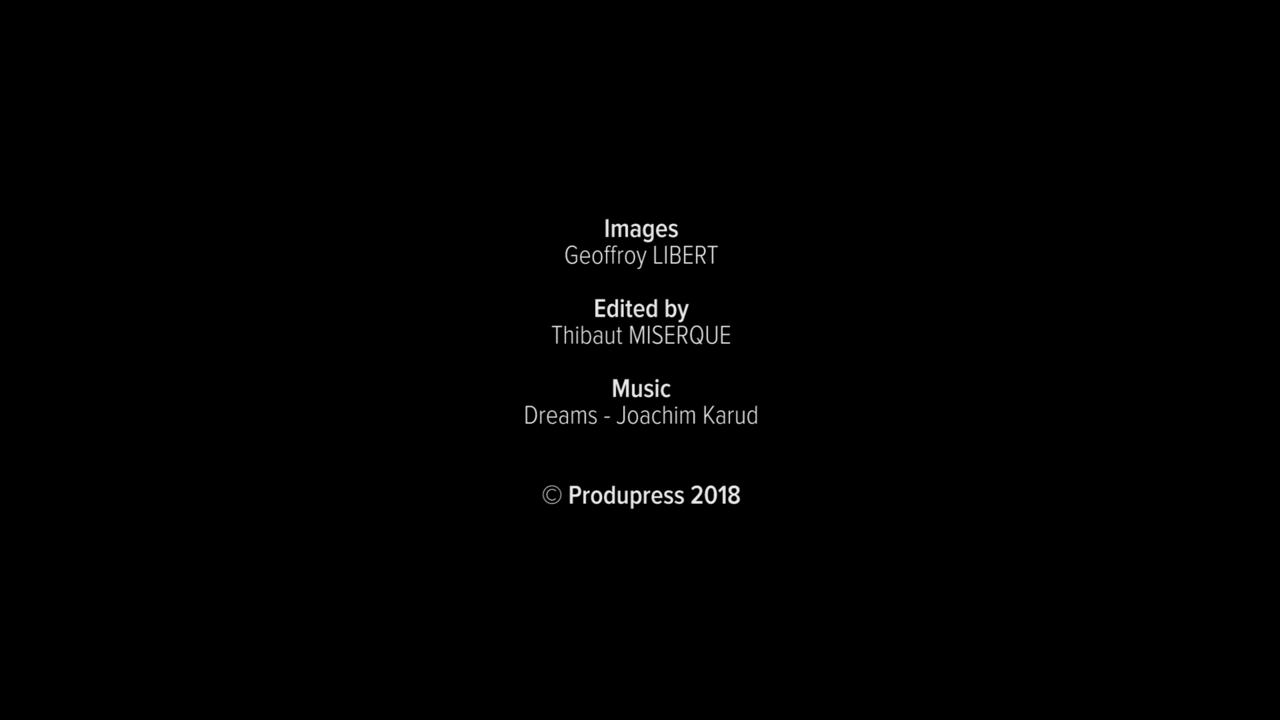 Images
Geoffroy LIBERT
Edited by
Thibaut MISERQUE
Music
Dreams - Joachim Karud
© Produpress 2018